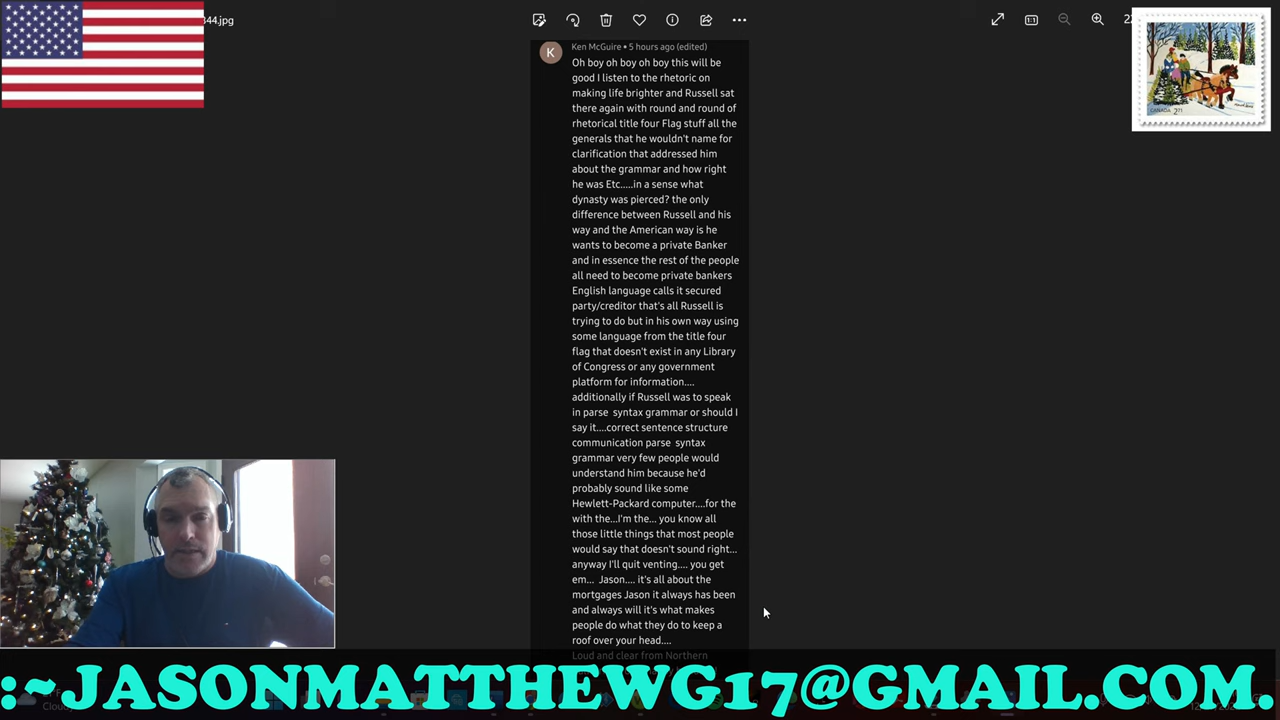 344.jpg
Ken McGuire • 5 hours ago (edited)
K
Oh boy oh boy oh boy this will be
good I listen to the rhetoric on
making life brighter and Russell sat
there again with round and round of
rhetorical title four Flag stuff all the
generals that he wouldn't name for
clarification that addressed him
about the grammar and how right
he was Etc.....in a sense what
dynasty was pierced? the only
difference between Russell and his
way and the American way is he
wants to become a private Banker
and in essence the rest of the people
all need to become private bankers
English language calls it secured
party/creditor that's all Russell is
trying to do but in his own way using
some language from the title four
flag that doesn't exist in any Library
of Congress or any government
platform for information....
additionally if Russell was to speak
in parse syntax grammar or should I
say it....correct sentence structure
communication parse syntax
grammar very few people would
understand him because he'd
probably sound like some
Hewlett-Packard computer....for the
with the...I'm the... you know all
those little things that most people
would say that doesn't sound right...
anyway I'll quit venting.... you get
em... Jason.... it's all about the
mortgages Jason it always has been
and always will it's what makes
people do what they do to keep a
roof over your head....
Loud and clear from Northern
CANADA
:~JASONMATTHEWG17@GMAIL.COM.